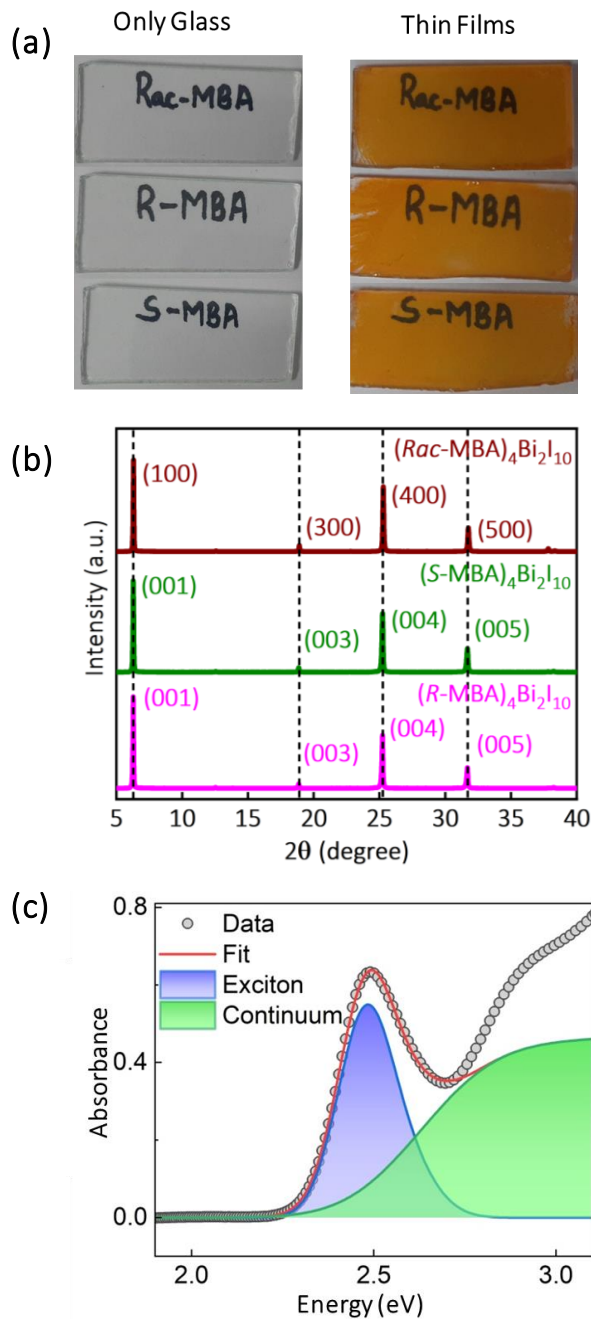 (a)
Only Glass
Thin Films
Rac-MBA
R-MBA
S-MBA
Rac-MBA
R-MBA
S-MBA
(b)
Intensity (a.u.)
(Rac-MBA)₄Bi₂I₁₀
(100)
(300)
(400)
(500)
(S-MBA)₄Bi₂I₁₀
(001)
(003)
(004)
(005)
(R-MBA)₄Bi₂I₁₀
(001)
(003)
(004)
(005)
5 10 15 20 25 30 35 40
2θ (degree)
(c)
Absorbance
0.8
0.4
0.0
Data
Fit
Exciton
Continuum
2.0 2.5 3.0
Energy (eV)